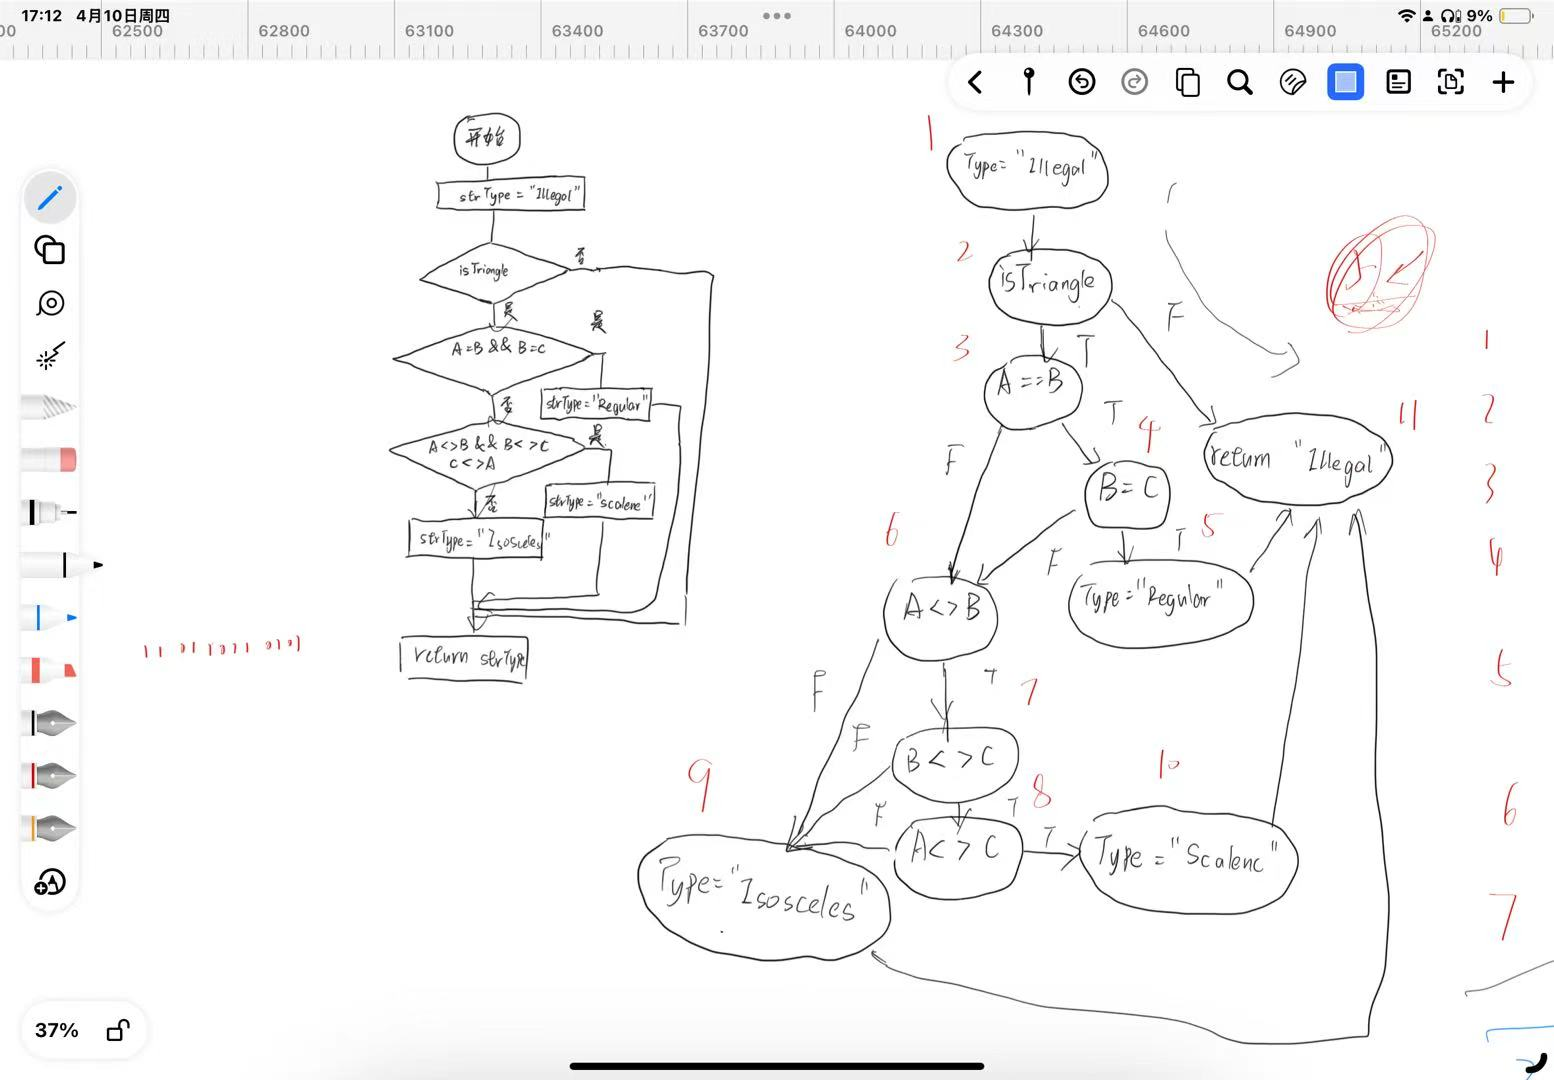 17:12 4月10日周四
9%
00 62500 62800 63100 63400 63700 64000 64300 64600 64900 65200
开始
strType = "Illegal"
isTriangle
否
是
A=B && B=C
是
strType="Regular"
否
A<>B && B<>C
C<>A
是
strType="scalene"
否
strType="Isosceles"
return strType
1
Type="Illegal"
2
isTriangle
F
T
3
A==B
T
F
4
B=C
return "Illegal"
11
T
5
F
Type="Regular"
6
A<>B
T
F
7
B<>C
F
T
8
A<>C
F
T
10
Type="Scalene"
9
Type="Isosceles"
1
2
3
4
5
6
7
37%